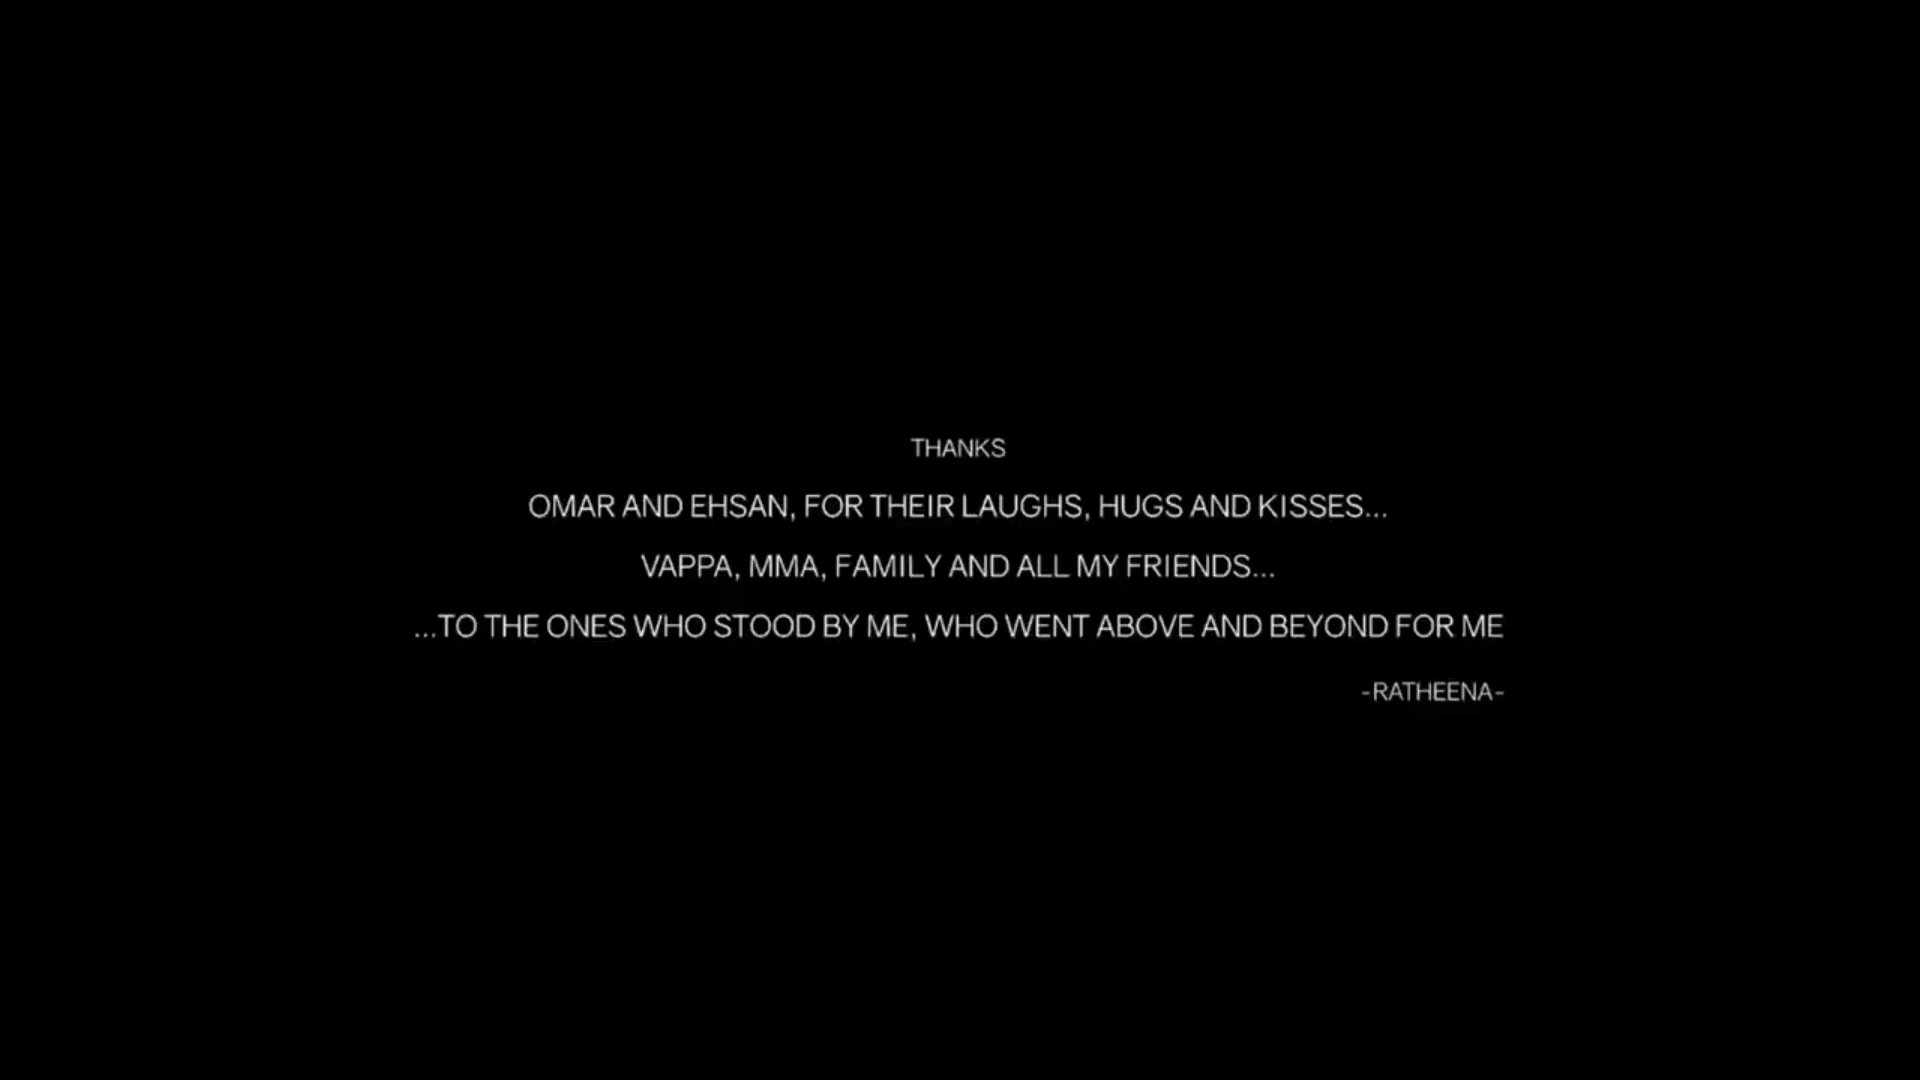 THANKS
OMAR AND EHSAN, FOR THEIR LAUGHS, HUGS AND KISSES...
VAPPA, MMA, FAMILY AND ALL MY FRIENDS...
...TO THE ONES WHO STOOD BY ME, WHO WENT ABOVE AND BEYOND FOR ME
-RATHEENA-